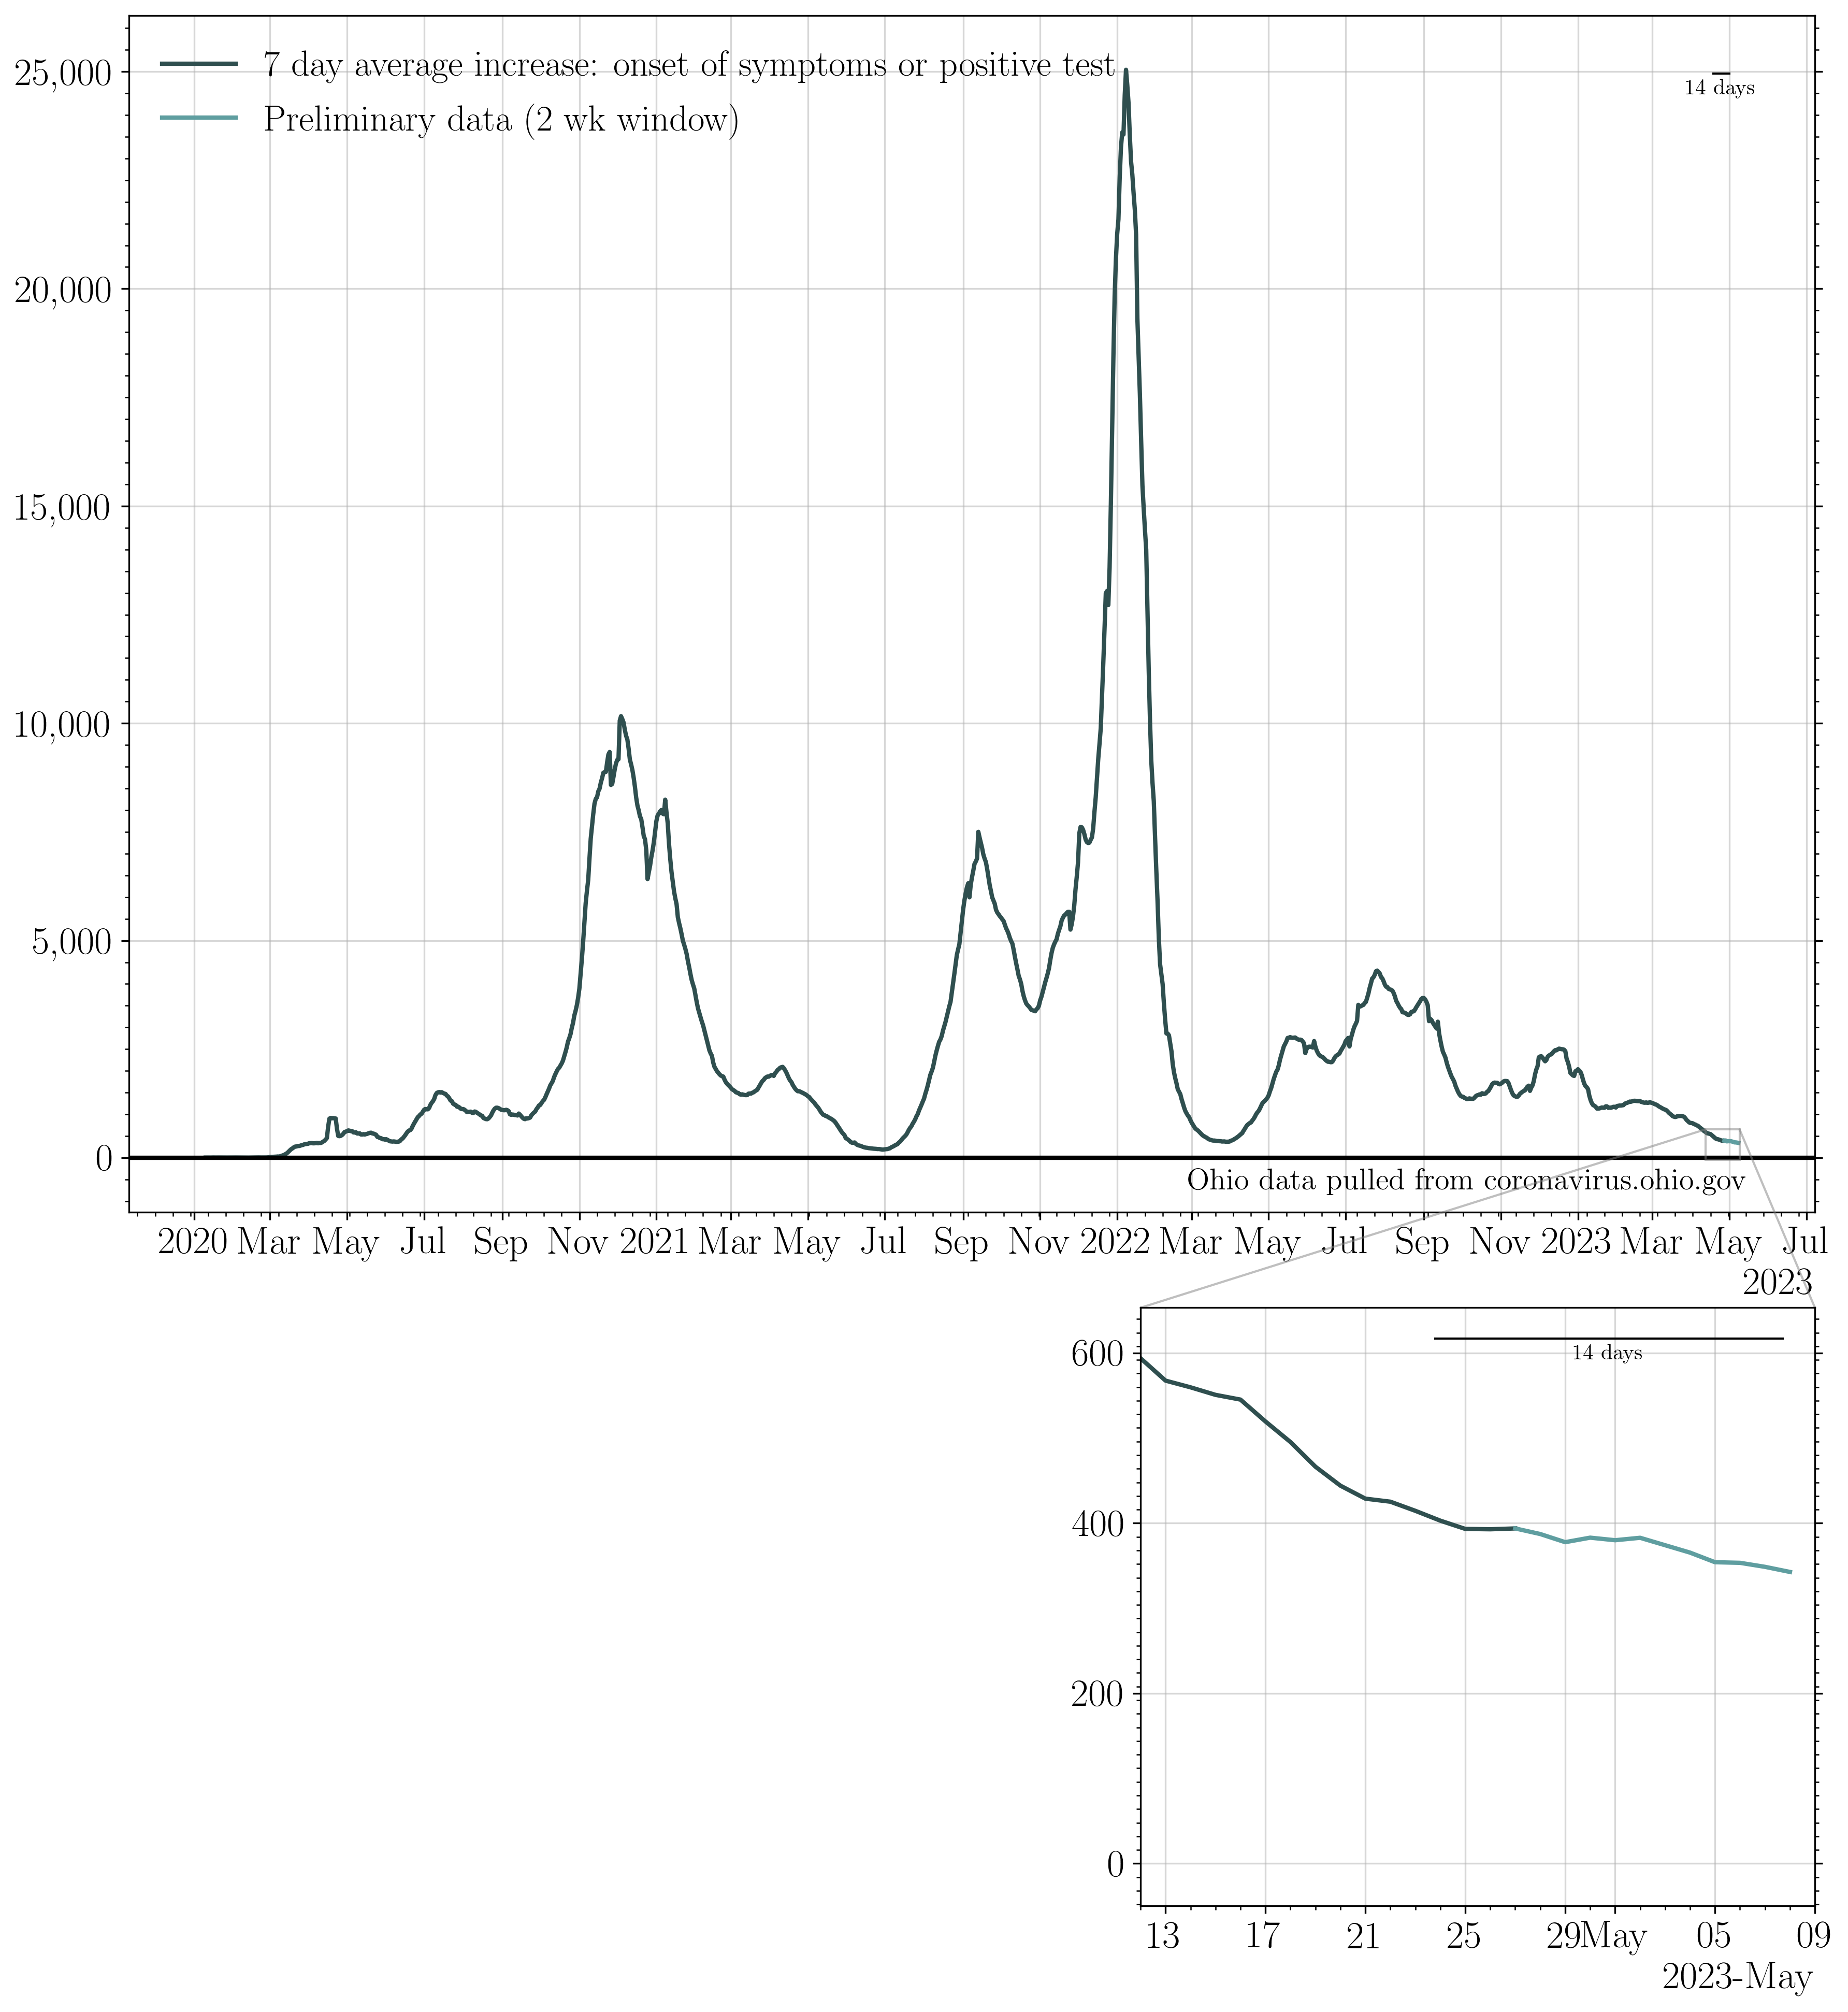 7 day average increase: onset of symptoms or positive test
Preliminary data (2 wk window)
14 days
25,000
20,000
15,000
10,000
5,000
0
Ohio data pulled from coronavirus.ohio.gov
2020 Mar May Jul Sep Nov 2021 Mar May Jul Sep Nov 2022 Mar May Jul Sep Nov 2023 Mar May Jul
2023
14 days
600
400
200
0
13 17 21 25 29 May 05 09
2023-May